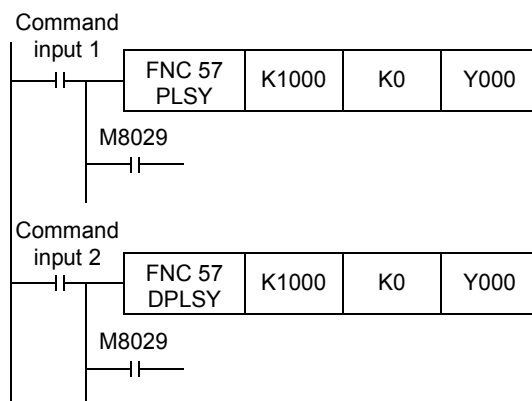 Command
input 1
FNC 57
PLSY
K1000
K0
Y000
M8029
Command
input 2
FNC 57
DPLSY
K1000
K0
Y000
M8029